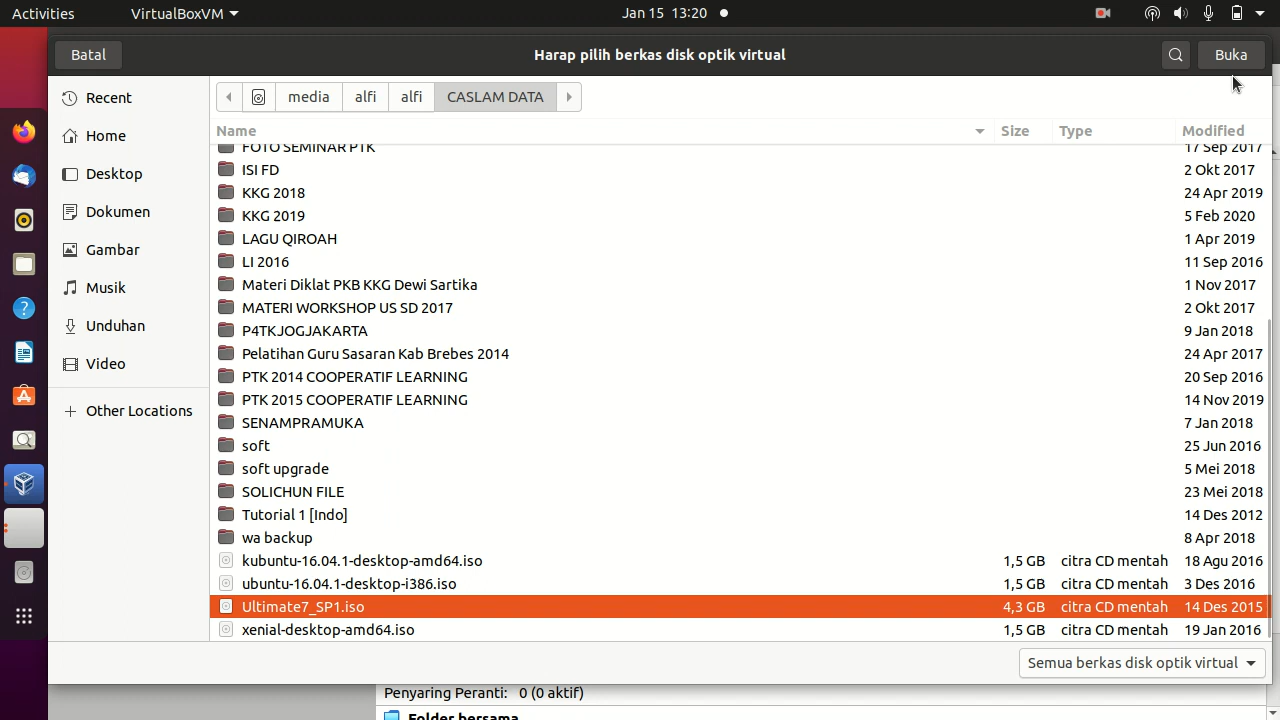 Activities VirtualBoxVM Jan 15 13:20
Batal Harap pilih berkas disk optik virtual Buka
media alfi alfi CASLAM DATA
Recent
Home
Desktop
Dokumen
Gambar
Musik
Unduhan
Video
Other Locations
Name Size Type Modified
FOTO SEMINAR PTK 17 Sep 2017
ISI FD 2 Okt 2017
KKG 2018 24 Apr 2019
KKG 2019 5 Feb 2020
LAGU QIROAH 1 Apr 2019
LI 2016 11 Sep 2016
Materi Diklat PKB KKG Dewi Sartika 1 Nov 2017
MATERI WORKSHOP US SD 2017 2 Okt 2017
P4TKJOGJAKARTA 9 Jan 2018
Pelatihan Guru Sasaran Kab Brebes 2014 24 Apr 2017
PTK 2014 COOPERATIF LEARNING 20 Sep 2016
PTK 2015 COOPERATIF LEARNING 14 Nov 2019
SENAMPRAMUKA 7 Jan 2018
soft 25 Jun 2016
soft upgrade 5 Mei 2018
SOLICHUN FILE 23 Mei 2018
Tutorial 1 [Indo] 14 Des 2012
wa backup 8 Apr 2018
kubuntu-16.04.1-desktop-amd64.iso 1,5 GB citra CD mentah 18 Agu 2016
ubuntu-16.04.1-desktop-i386.iso 1,5 GB citra CD mentah 3 Des 2016
Ultimate7_SP1.iso 4,3 GB citra CD mentah 14 Des 2015
xenial-desktop-amd64.iso 1,5 GB citra CD mentah 19 Jan 2016
Semua berkas disk optik virtual
Penyaring Peranti: 0 (0 aktif)
Folder bersama